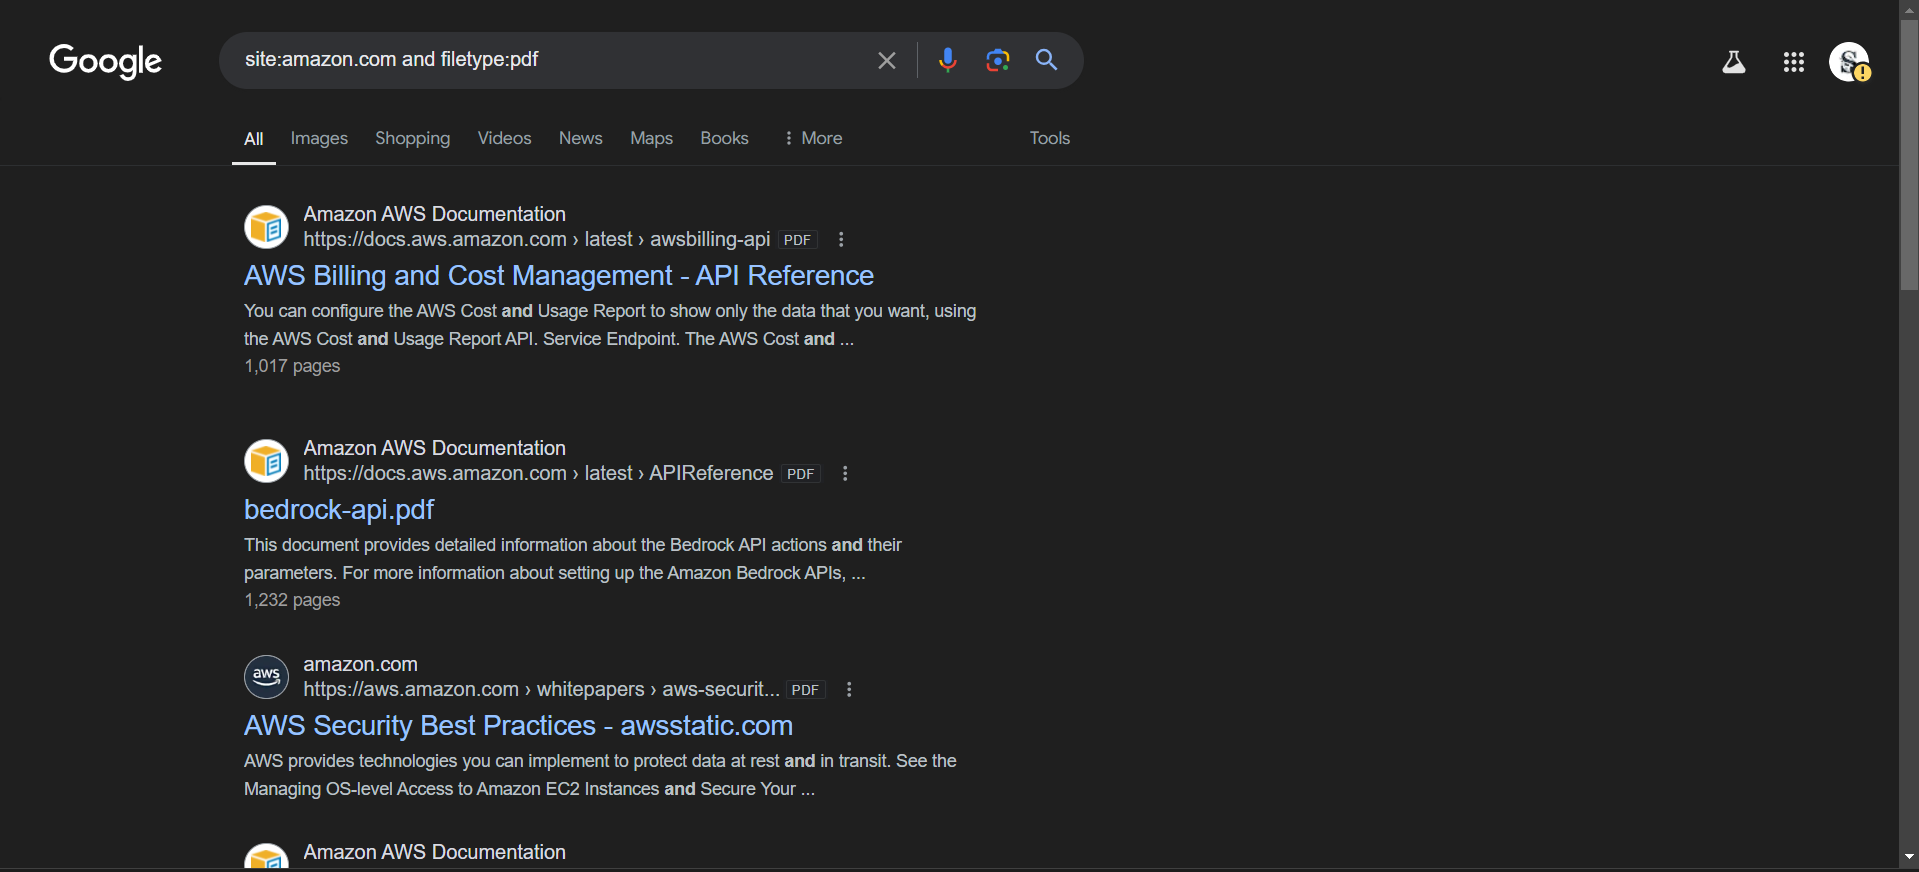 Google
site:amazon.com and filetype:pdf
All Images Shopping Videos News Maps Books More Tools
Amazon AWS Documentation
https://docs.aws.amazon.com › latest › awsbilling-api PDF
AWS Billing and Cost Management - API Reference
You can configure the AWS Cost and Usage Report to show only the data that you want, using
the AWS Cost and Usage Report API. Service Endpoint. The AWS Cost and ...
1,017 pages
Amazon AWS Documentation
https://docs.aws.amazon.com › latest › APIReference PDF
bedrock-api.pdf
This document provides detailed information about the Bedrock API actions and their
parameters. For more information about setting up the Amazon Bedrock APIs, ...
1,232 pages
aws
amazon.com
https://aws.amazon.com › whitepapers › aws-securit... PDF
AWS Security Best Practices - awsstatic.com
AWS provides technologies you can implement to protect data at rest and in transit. See the
Managing OS-level Access to Amazon EC2 Instances and Secure Your ...
Amazon AWS Documentation